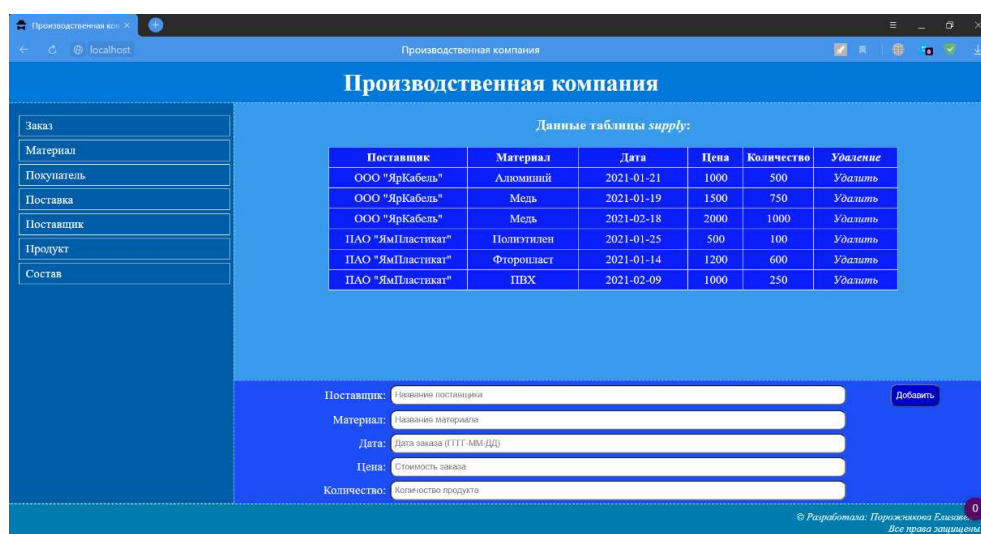 Производственная ком
localhost
Производственная компания
Производственная компания
Заказ
Материал
Покупатель
Поставка
Поставщик
Продукт
Состав
Данные таблицы supply:
Поставщик Материал Дата Цена Количество Удаление
ООО "ЯрКабель" Алюминий 2021-01-21 1000 500 Удалить
ООО "ЯрКабель" Медь 2021-01-19 1500 750 Удалить
ООО "ЯрКабель" Медь 2021-02-18 2000 1000 Удалить
ПАО "ЯмПластикат" Полиэтилен 2021-01-25 500 100 Удалить
ПАО "ЯмПластикат" Фторопласт 2021-01-14 1200 600 Удалить
ПАО "ЯмПластикат" ПВХ 2021-02-09 1000 250 Удалить
Поставщик: Название поставщика Добавить
Материал: Название материала
Дата: Дата заказа (ГГГГ-ММ-ДД)
Цена: Стоимость заказа
Количество: Количество продукта
0
© Разработала: Порожнякова
Все права защищены